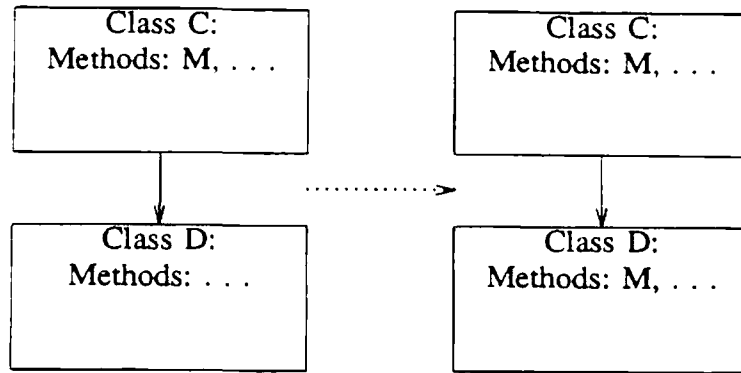 Class C:
Methods: M, . . .
Class D:
Methods: . . .
Class C:
Methods: M, . . .
Class D:
Methods: M, . . .